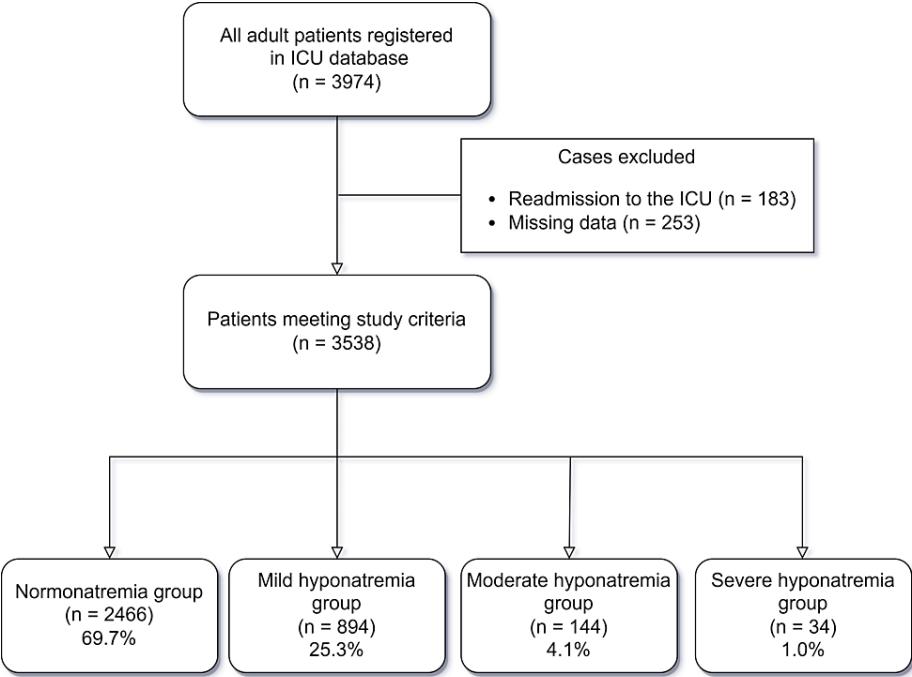 All adult patients registered
in ICU database
(n = 3974)
Cases excluded
• Readmission to the ICU (n = 183)
• Missing data (n = 253)
Patients meeting study criteria
(n = 3538)
Normonatremia group
(n = 2466)
69.7%
Mild hyponatremia
group
(n = 894)
25.3%
Moderate hyponatremia
group
(n = 144)
4.1%
Severe hyponatremia
group
(n = 34)
1.0%